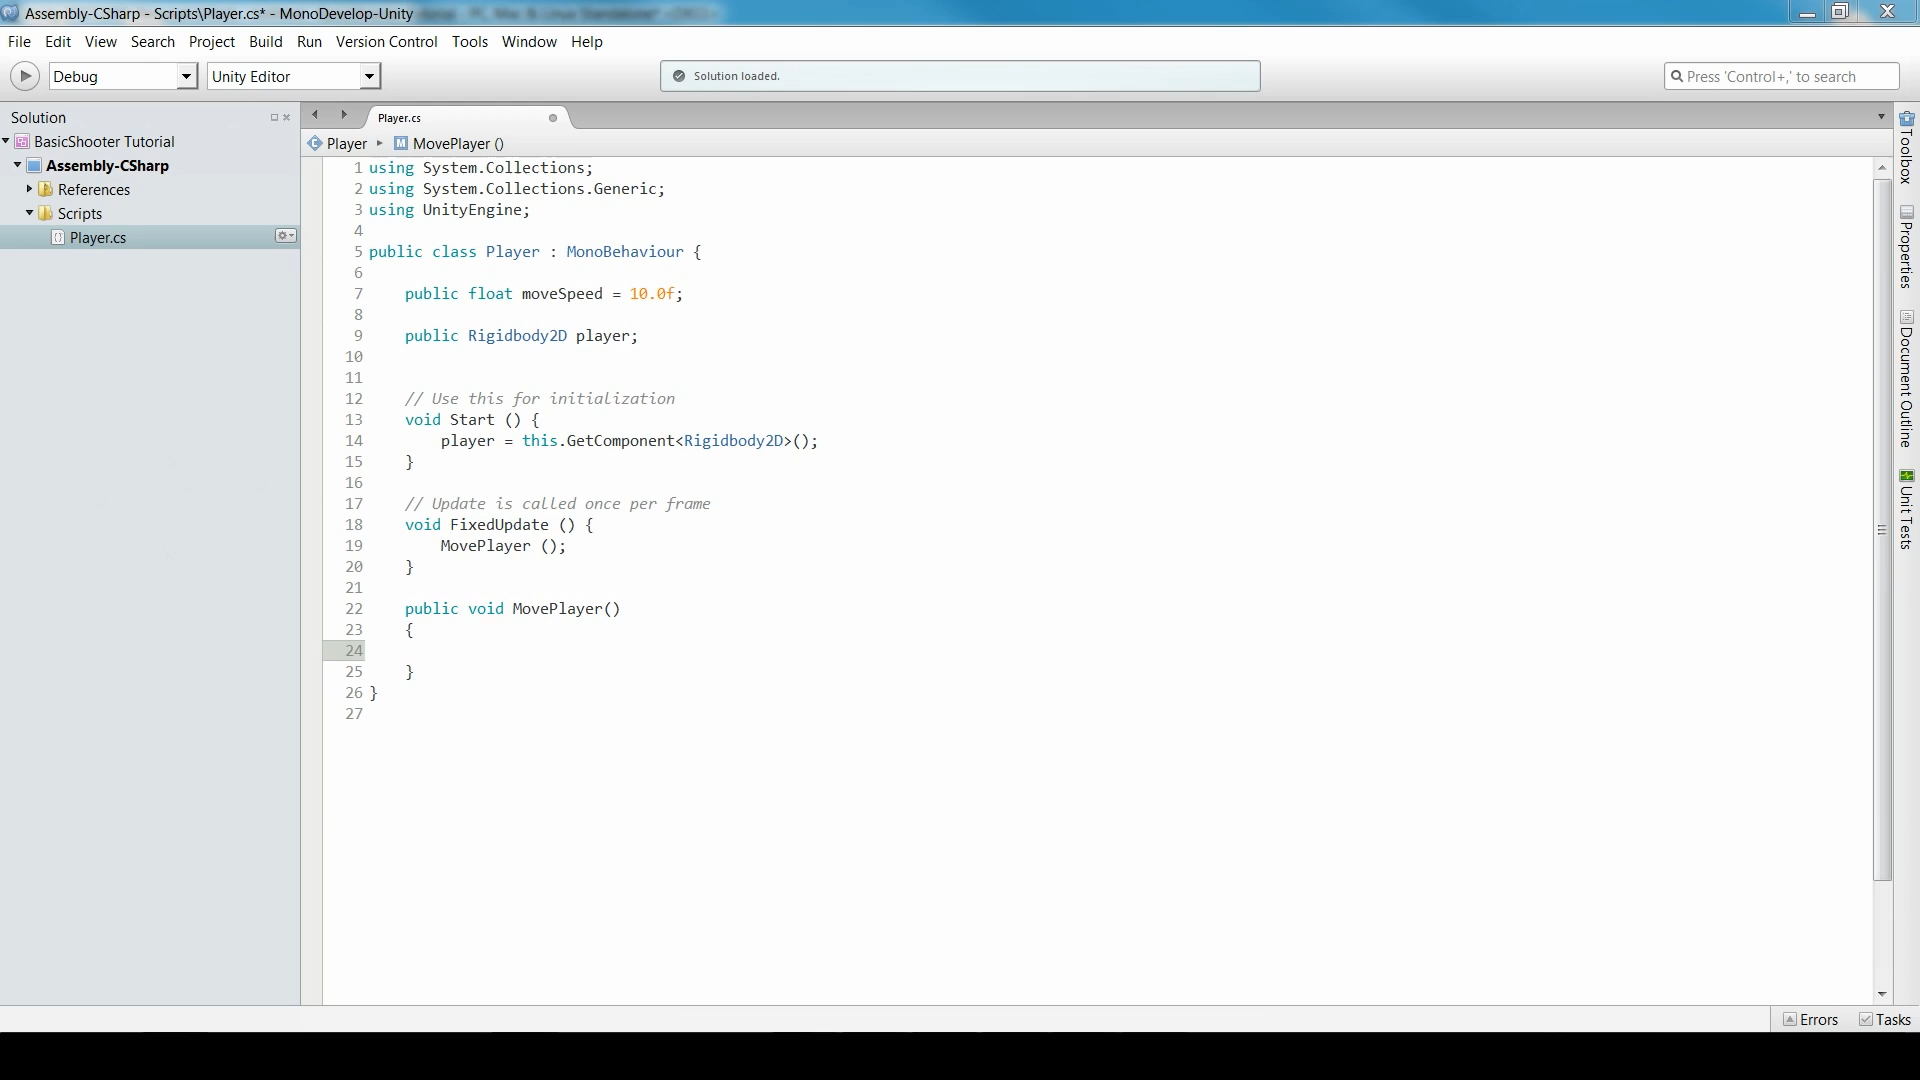 Assembly-CSharp - Scripts\Player.cs* - MonoDevelop-Unity
File Edit View Search Project Build Run Version Control Tools Window Help
Debug Unity Editor Solution loaded. Press 'Control+,' to search
Solution
BasicShooter Tutorial
Assembly-CSharp
References
Scripts
Player.cs
Player.cs
Player MovePlayer ()
1 using System.Collections;
2 using System.Collections.Generic;
3 using UnityEngine;
4
5 public class Player : MonoBehaviour {
6
7 public float moveSpeed = 10.0f;
8
9 public Rigidbody2D player;
10
11
12 // Use this for initialization
13 void Start () {
14 player = this.GetComponent<Rigidbody2D>();
15 }
16
17 // Update is called once per frame
18 void FixedUpdate () {
19 MovePlayer ();
20 }
21
22 public void MovePlayer()
23 {
24
25 }
26 }
27
Toolbox
Properties
Document Outline
Unit Tests
Errors Tasks